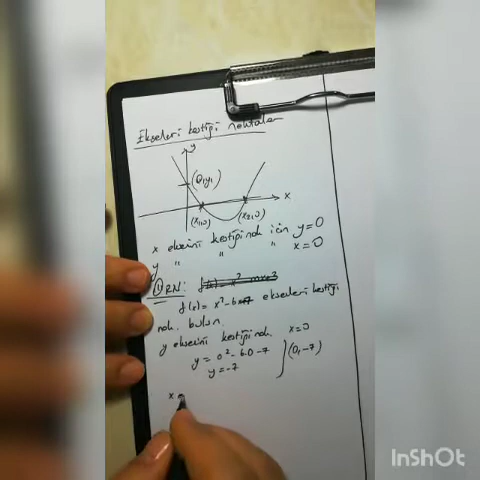 Eksenleri kestiği noktalar
y
(0,y1)
x
(x1,0) (x2,0)
x eksenini kestiği nok için y=0
y " " " x=0
ÖRN:
f(x)= x²-6x-7 eksenleri kestiği
nok. bulun.
y eksenini kestiği nok. x=0
y= 0²-6.0-7
y=-7 (0,-7)
x
InShOt